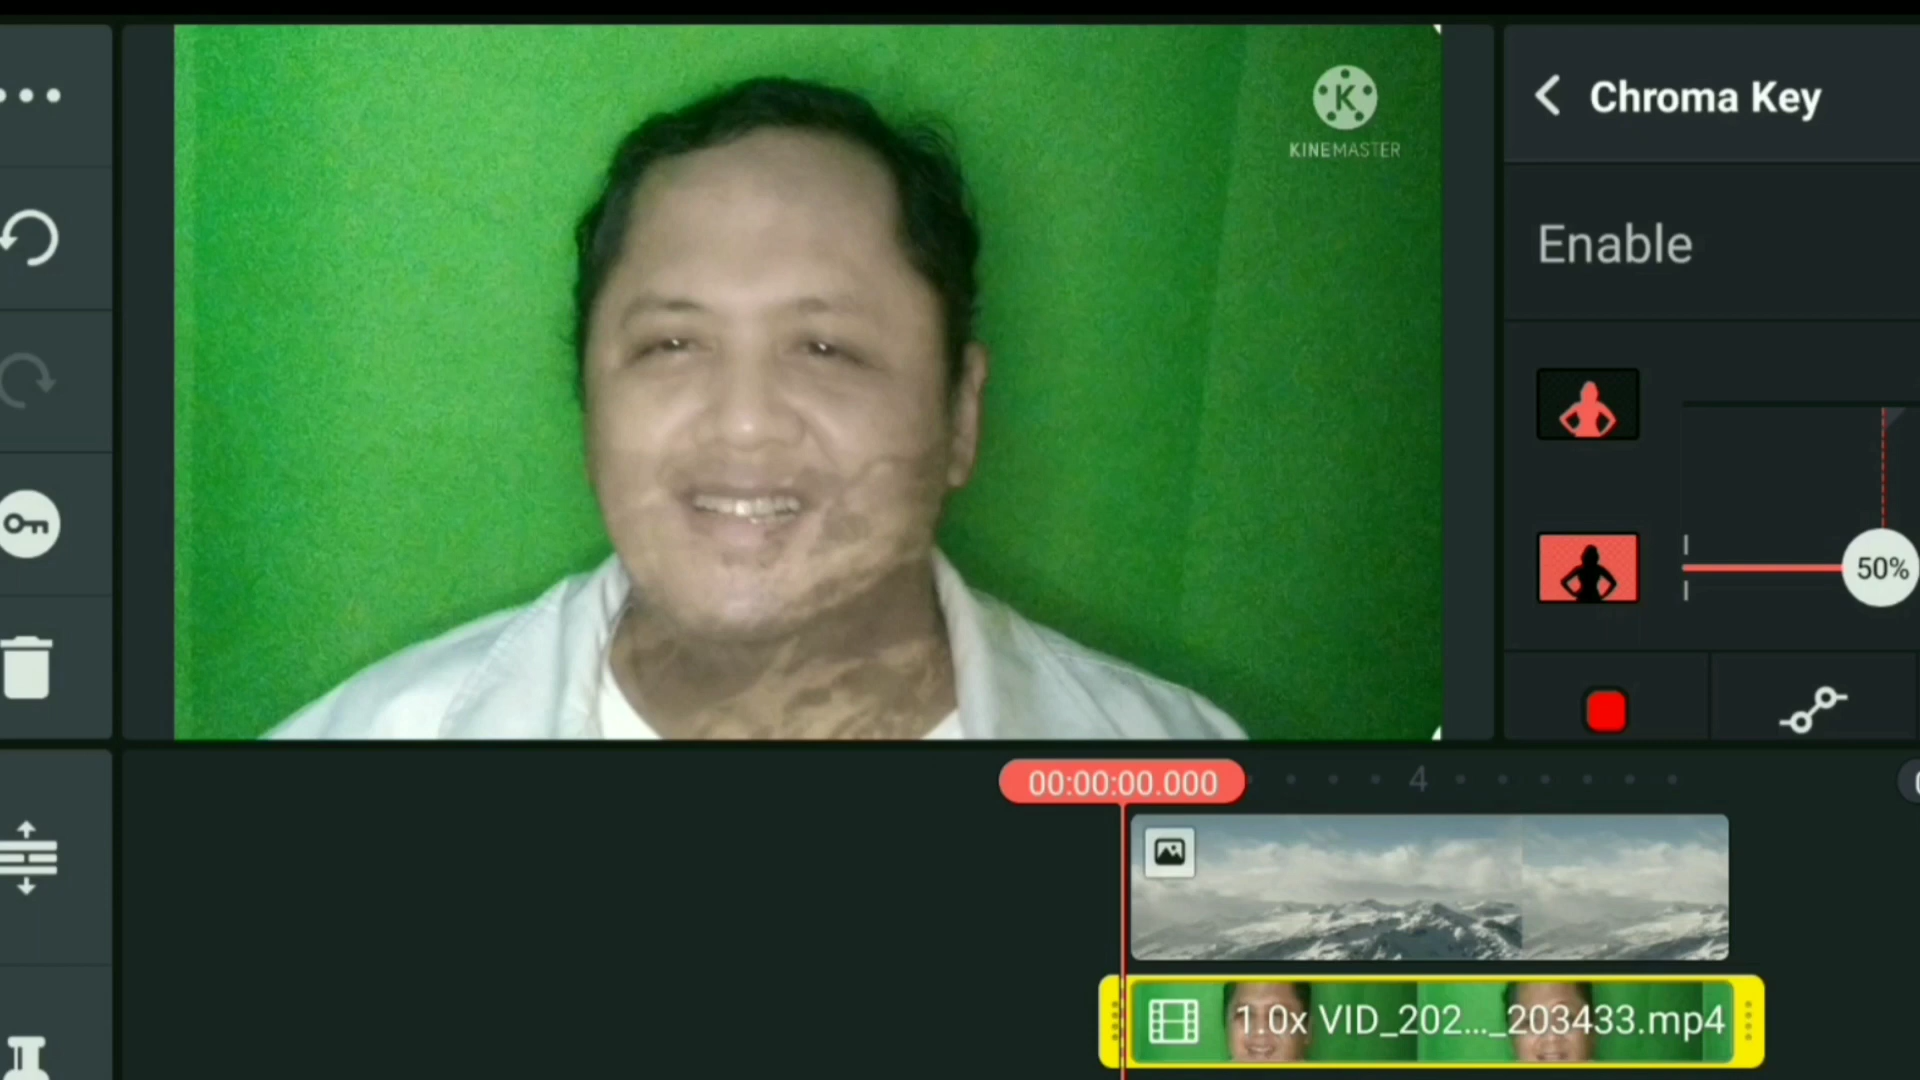 Chroma Key
KINEMASTER
Enable
50%
00:00:00.000
4
1.0x VID_202..._203433.mp4